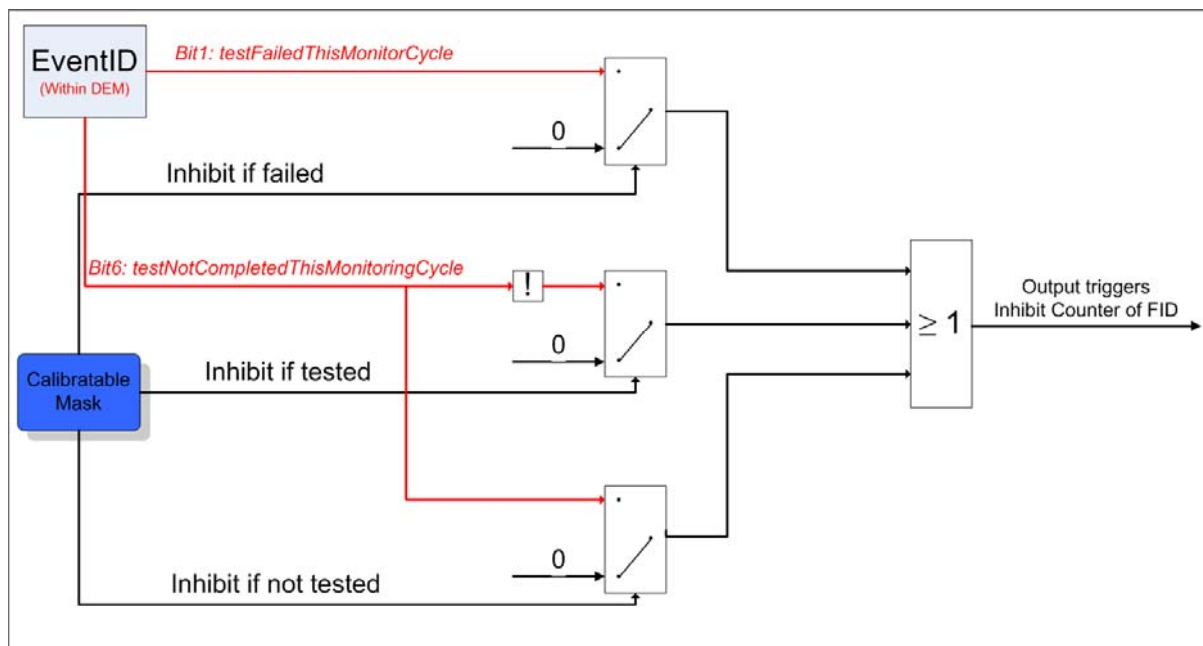 EventID
(Within DEM)
Bit1: testFailedThisMonitorCycle
0
Inhibit if failed
Bit6: testNotCompletedThisMonitoringCycle
!
0
Inhibit if tested
Calibratable
Mask
≥ 1
Output triggers
Inhibit Counter of FID
0
Inhibit if not tested